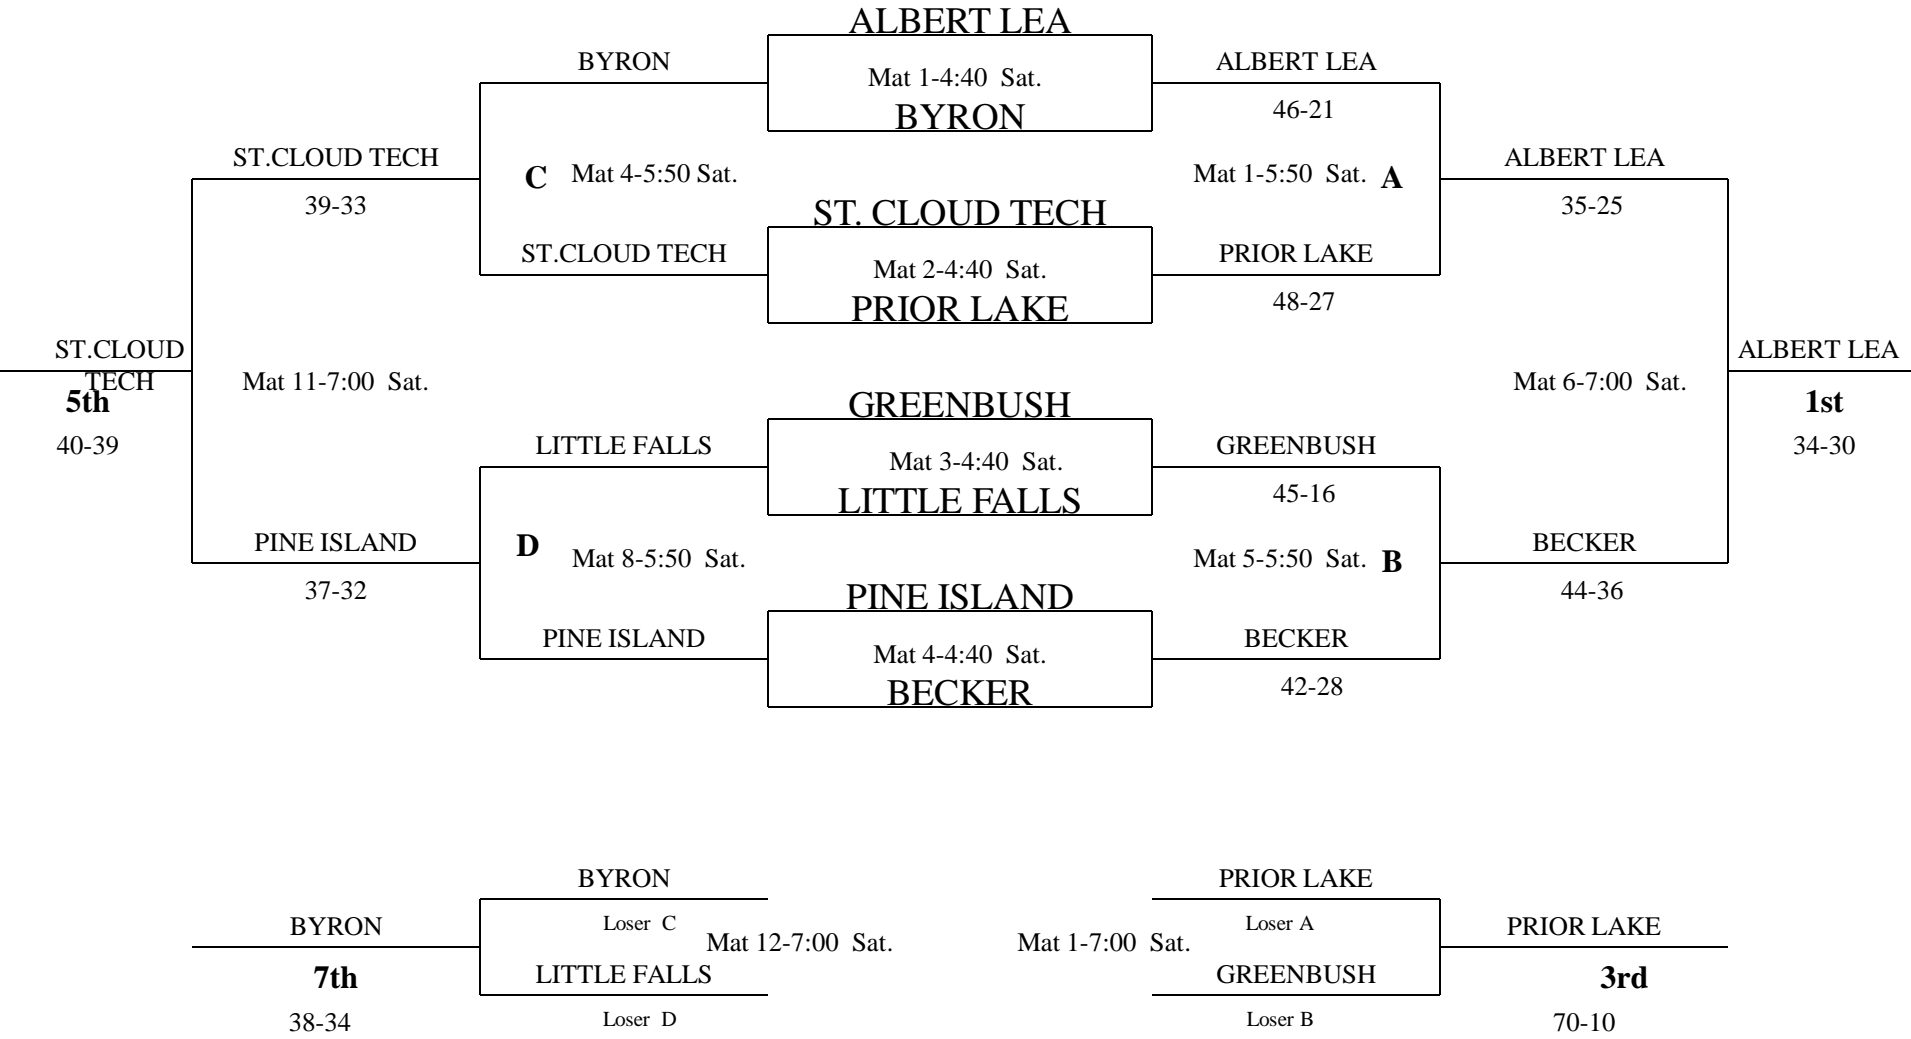 ALBERT LEA
BYRON
Mat 1-4:40 Sat.
ALBERT LEA
BYRON
46-21
ST.CLOUD TECH
C
Mat 4-5:50 Sat.
Mat 1-5:50 Sat.
A
ALBERT LEA
39-33
ST. CLOUD TECH
35-25
ST.CLOUD TECH
Mat 2-4:40 Sat.
PRIOR LAKE
PRIOR LAKE
48-27
ST.CLOUD
TECH
5th
40-39
Mat 11-7:00 Sat.
Mat 6-7:00 Sat.
ALBERT LEA
1st
34-30
GREENBUSH
LITTLE FALLS
Mat 3-4:40 Sat.
GREENBUSH
LITTLE FALLS
45-16
PINE ISLAND
D
Mat 8-5:50 Sat.
Mat 5-5:50 Sat.
B
BECKER
37-32
PINE ISLAND
44-36
PINE ISLAND
Mat 4-4:40 Sat.
BECKER
BECKER
42-28
BYRON
PRIOR LAKE
BYRON
Loser C
Mat 12-7:00 Sat.
Mat 1-7:00 Sat.
Loser A
PRIOR LAKE
7th
LITTLE FALLS
GREENBUSH
3rd
38-34
Loser D
Loser B
70-10